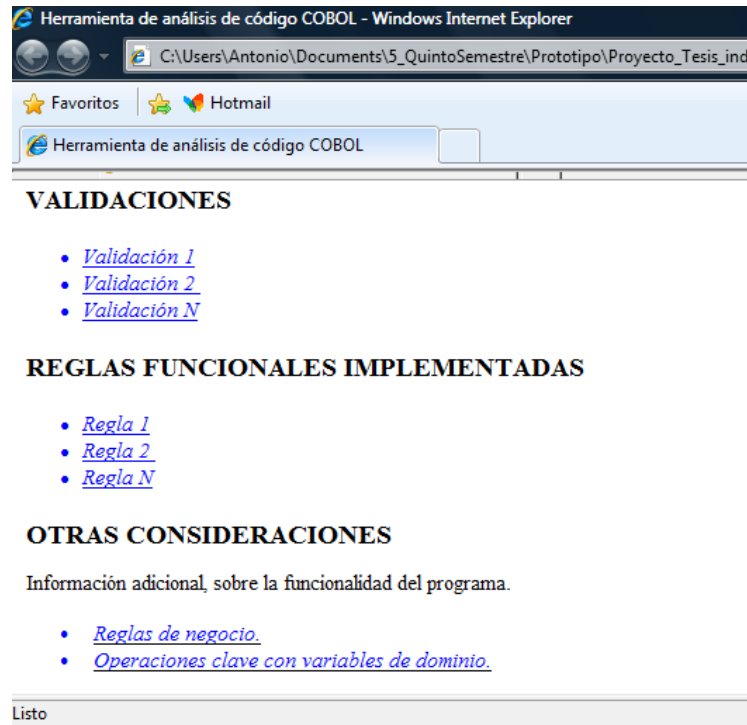 Herramienta de análisis de código COBOL - Windows Internet Explorer
C:\Users\Antonio\Documents\5_QuintoSemestre\Prototipo\Proyecto_Tesis_ind
Favoritos Hotmail
Herramienta de análisis de código COBOL
VALIDACIONES
• Validación 1
• Validación 2
• Validación N
REGLAS FUNCIONALES IMPLEMENTADAS
• Regla 1
• Regla 2
• Regla N
OTRAS CONSIDERACIONES
Información adicional, sobre la funcionalidad del programa.
• Reglas de negocio.
• Operaciones clave con variables de dominio.
Listo